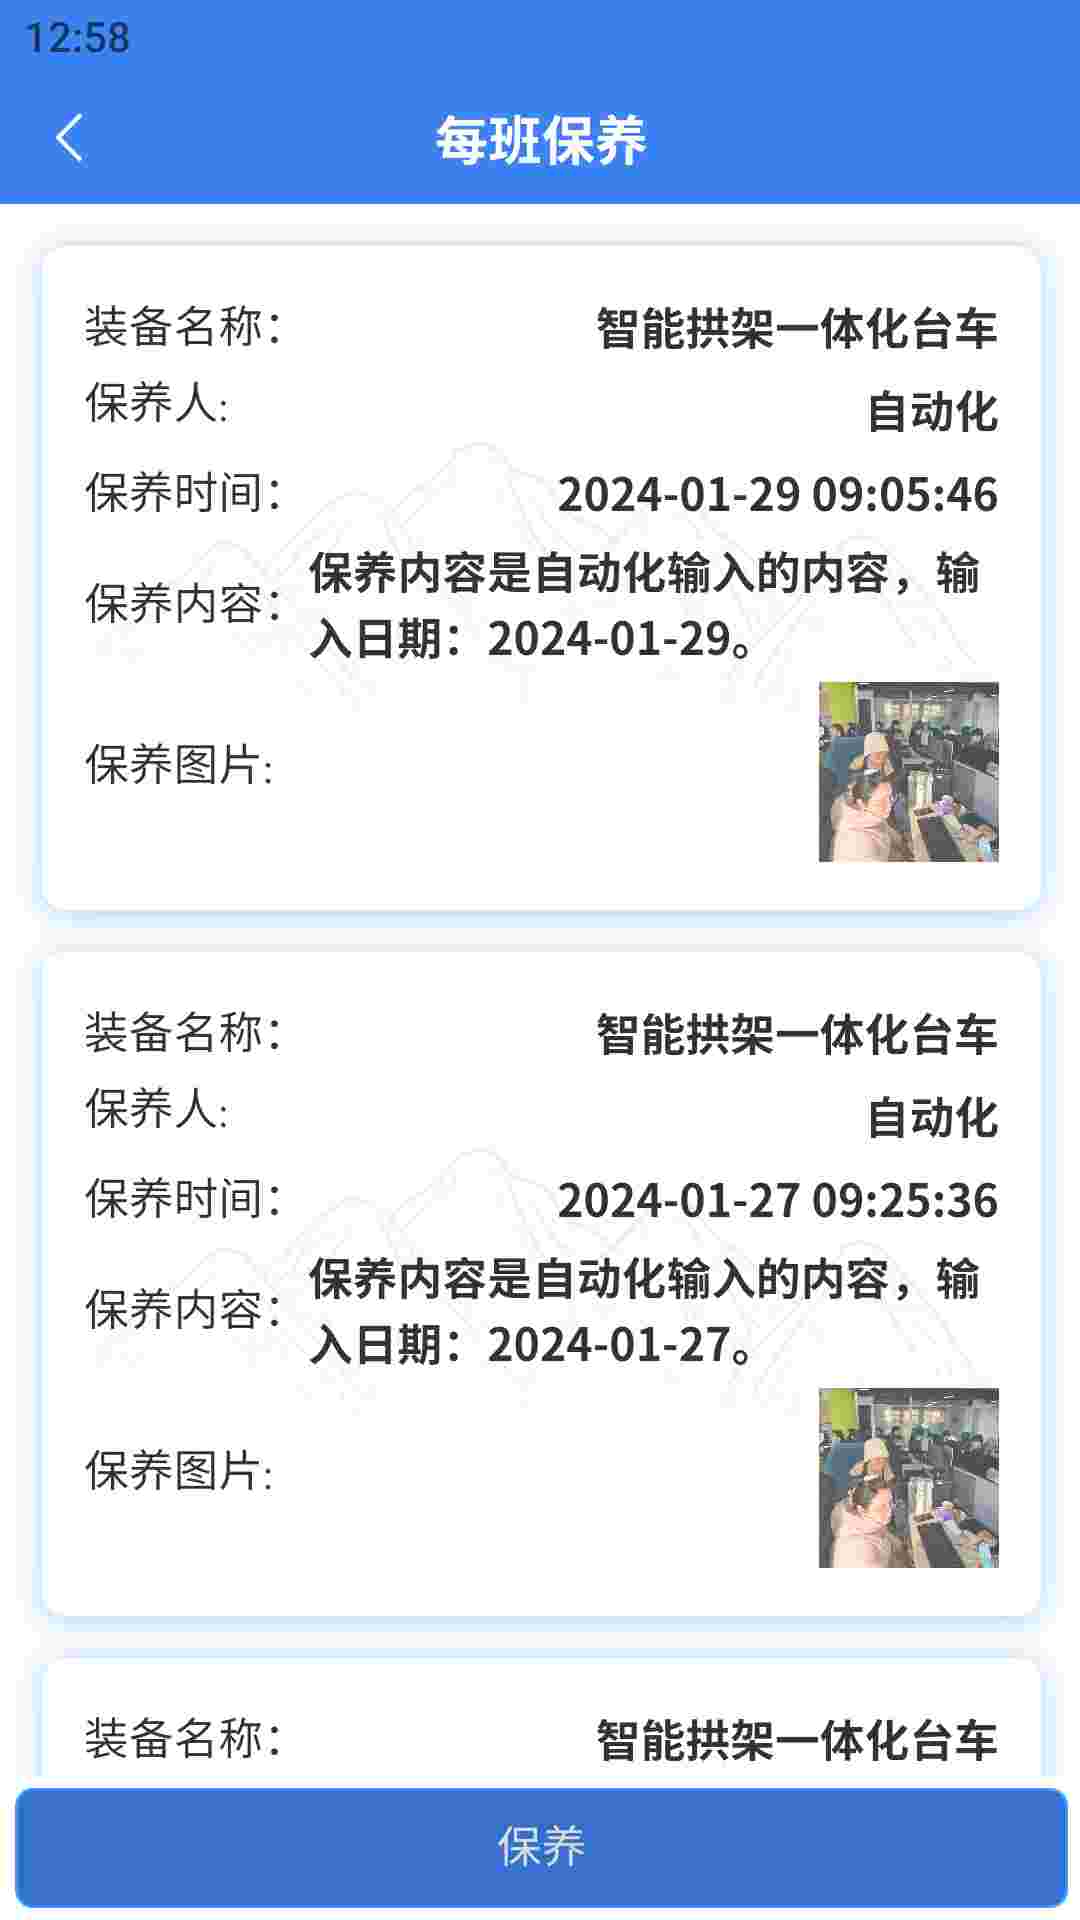 12:58
每班保养
装备名称：
智能拱架一体化台车
保养人:
自动化
保养时间：
2024-01-29 09:05:46
保养内容：
保养内容是自动化输入的内容，输
入日期：2024-01-29。
保养图片:
装备名称：
智能拱架一体化台车
保养人:
自动化
保养时间：
2024-01-27 09:25:36
保养内容：
保养内容是自动化输入的内容，输
入日期：2024-01-27。
保养图片:
装备名称：
智能拱架一体化台车
保养